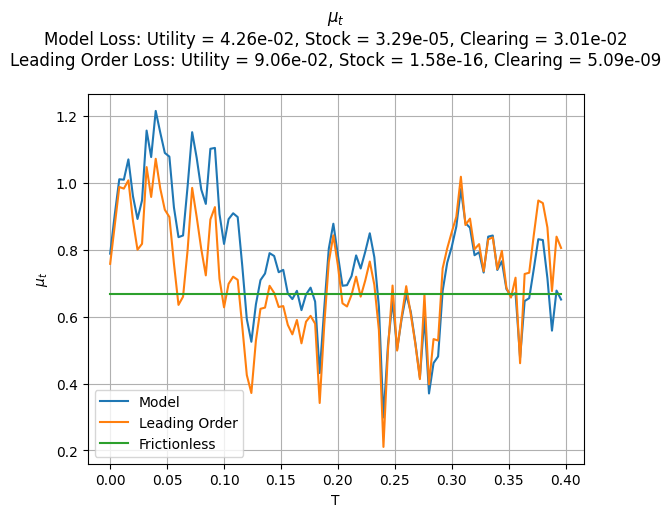 μt
Model Loss: Utility = 4.26e-02, Stock = 3.29e-05, Clearing = 3.01e-02
Leading Order Loss: Utility = 9.06e-02, Stock = 1.58e-16, Clearing = 5.09e-09
1.2
1.0
0.8
0.6
0.4
0.2
μt
Model
Leading Order
Frictionless
0.00 0.05 0.10 0.15 0.20 0.25 0.30 0.35 0.40
T